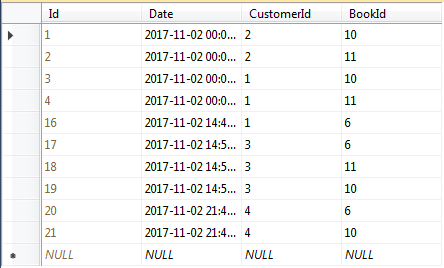 Id Date CustomerId BookId
1 2017-11-02 00:0... 2 10
2 2017-11-02 00:0... 2 11
3 2017-11-02 00:0... 1 10
4 2017-11-02 00:0... 1 11
16 2017-11-02 14:4... 1 6
17 2017-11-02 14:5... 3 6
18 2017-11-02 14:5... 3 11
19 2017-11-02 14:5... 3 10
20 2017-11-02 21:4... 4 6
21 2017-11-02 21:4... 4 10
NULL NULL NULL NULL